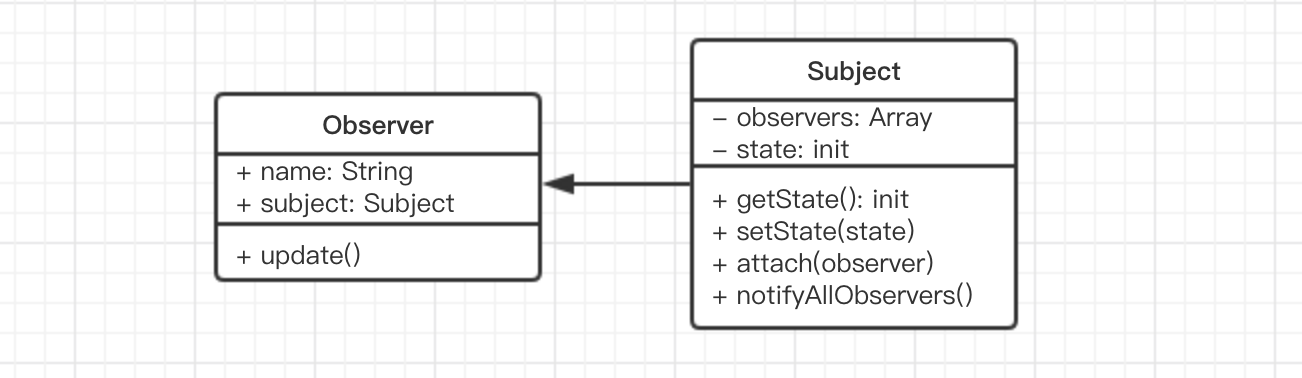 Observer
+ name: String
+ subject: Subject
+ update()
Subject
– observers: Array
– state: init
+ getState(): init
+ setState(state)
+ attach(observer)
+ notifyAllObservers()